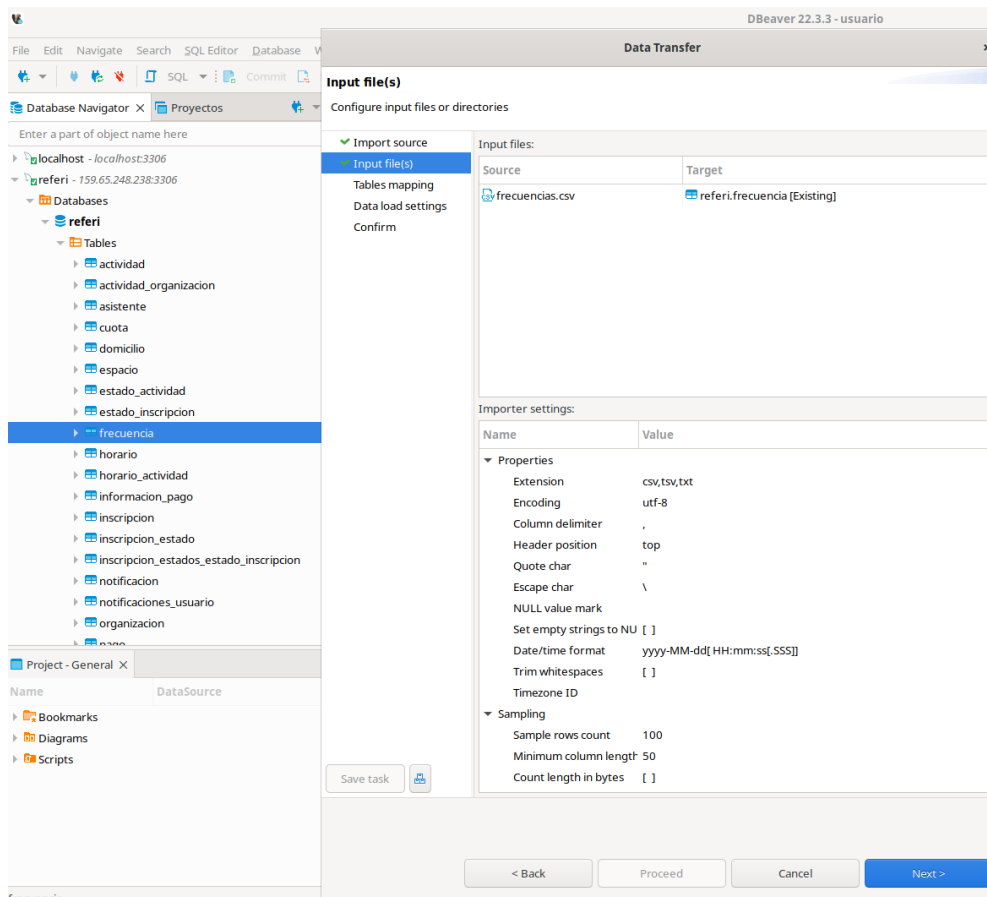 DBeaver 22.3.3 - usuario
File Edit Navigate Search SQL Editor Database
Data Transfer
SQL Commit
Input file(s)
Configure input files or directories
Database Navigator Proyectos
Enter a part of object name here
localhost - localhost:3306
referi - 159.65.248.238:3306
Databases
referi
Tables
actividad
actividad_organizacion
asistente
cuota
domicilio
espacio
estado_actividad
estado_inscripcion
frecuencia
horario
horario_actividad
informacion_pago
inscripcion
inscripcion_estado
inscripcion_estados_estado_inscripcion
notificacion
notificaciones_usuario
organizacion
pago
Project - General
Name DataSource
Bookmarks
Diagrams
Scripts
Import source
Input file(s)
Tables mapping
Data load settings
Confirm
Save task
Input files:
Source Target
frecuencias.csv referi.frecuencia [Existing]
Importer settings:
Name Value
Properties
Extension csv,tsv,txt
Encoding utf-8
Column delimiter ,
Header position top
Quote char "
Escape char \
NULL value mark
Set empty strings to NU [ ]
Date/time format yyyy-MM-dd[ HH:mm:ss[.SSS]]
Trim whitespaces [ ]
Timezone ID
Sampling
Sample rows count 100
Minimum column length 50
Count length in bytes [ ]
< Back Proceed Cancel Next >